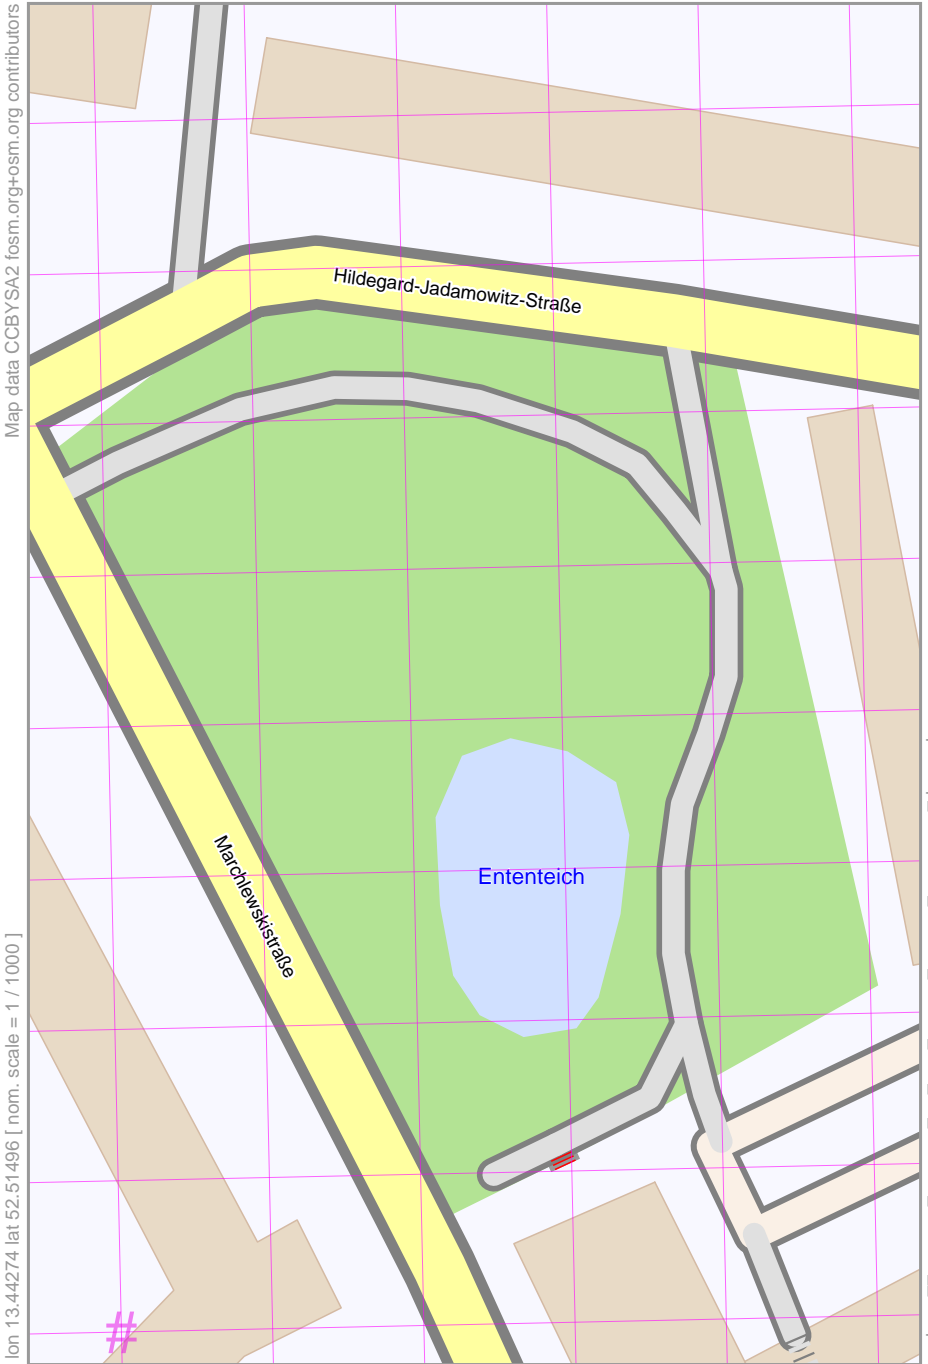 Map data CCBYSA2 fosm.org+osm.org contributors
Hildegard-Jadamowitz-Straße
Marchlewskistraße
Ententeich
lon 13.44274 lat 52.51496 [ nom. scale = 1 / 1000 ]
#